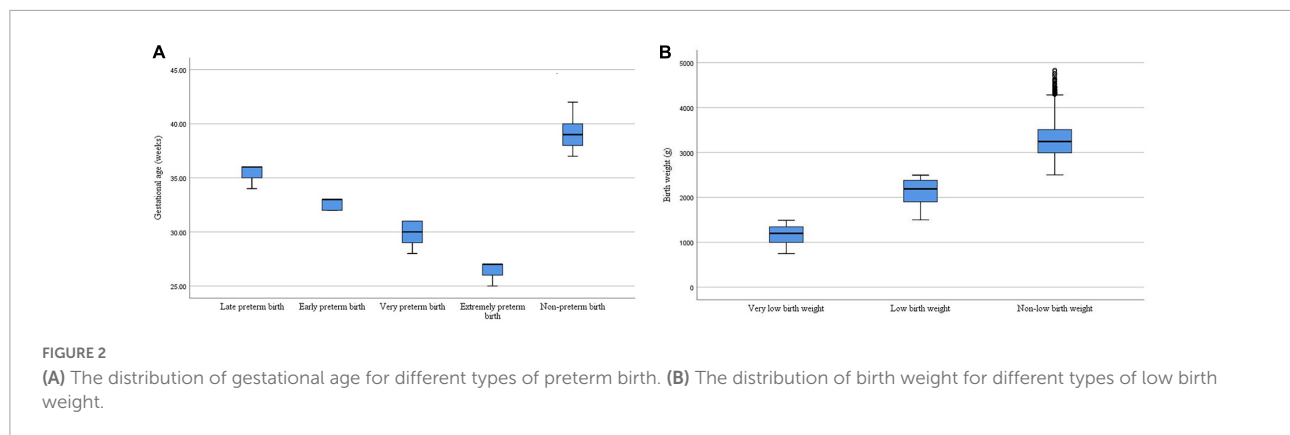 A
45.00
40.00
35.00
30.00
25.00
Gestational age (weeks)
Late preterm birth
Early preterm birth
Very preterm birth
Extremely preterm
birth
Non-preterm birth
B
5000
4000
3000
2000
1000
0
Birth weight (g)
Very low birth weight
Low birth weight
Non-low birth weight
FIGURE 2
(A) The distribution of gestational age for different types of preterm birth. (B) The distribution of birth weight for different types of low birth
weight.